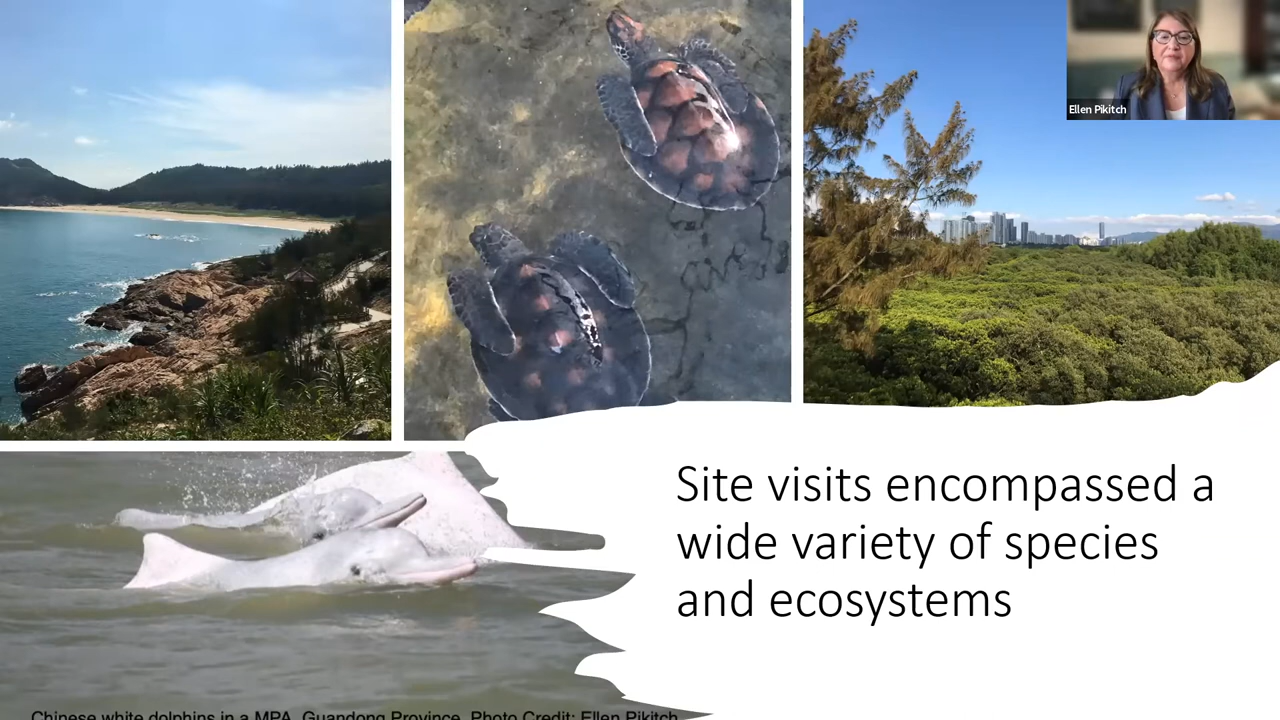 Ellen Pikitch
Site visits encompassed a
wide variety of species
and ecosystems
Chinese white dolphins in a MPA, Guandong Province. Photo Credit: Ellen Pikitch